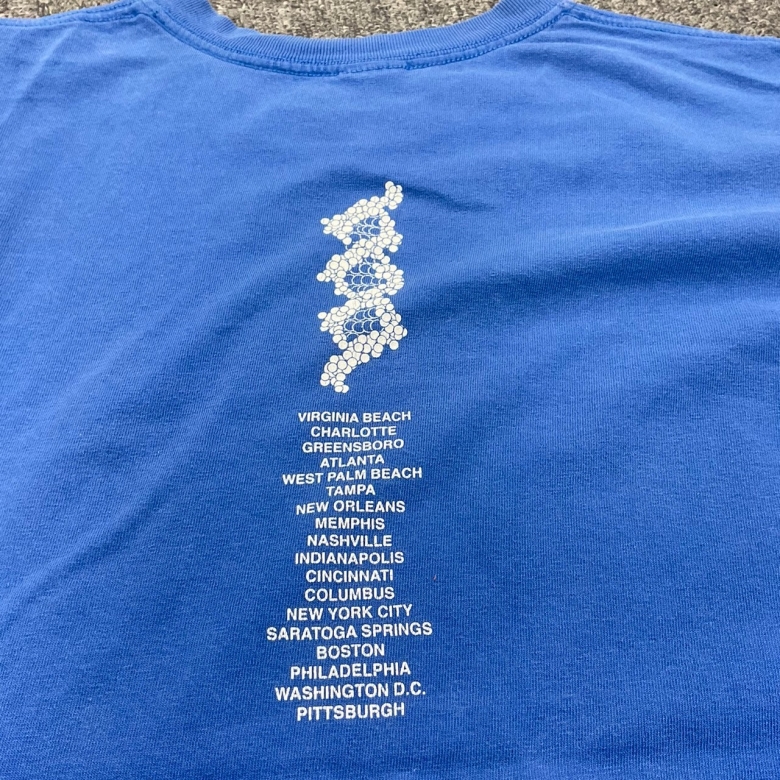 VIRGINIA BEACH
CHARLOTTE
GREENSBORO
ATLANTA
WEST PALM BEACH
TAMPA
NEW ORLEANS
MEMPHIS
NASHVILLE
INDIANAPOLIS
CINCINNATI
COLUMBUS
NEW YORK CITY
SARATOGA SPRINGS
BOSTON
PHILADELPHIA
WASHINGTON D.C.
PITTSBURGH